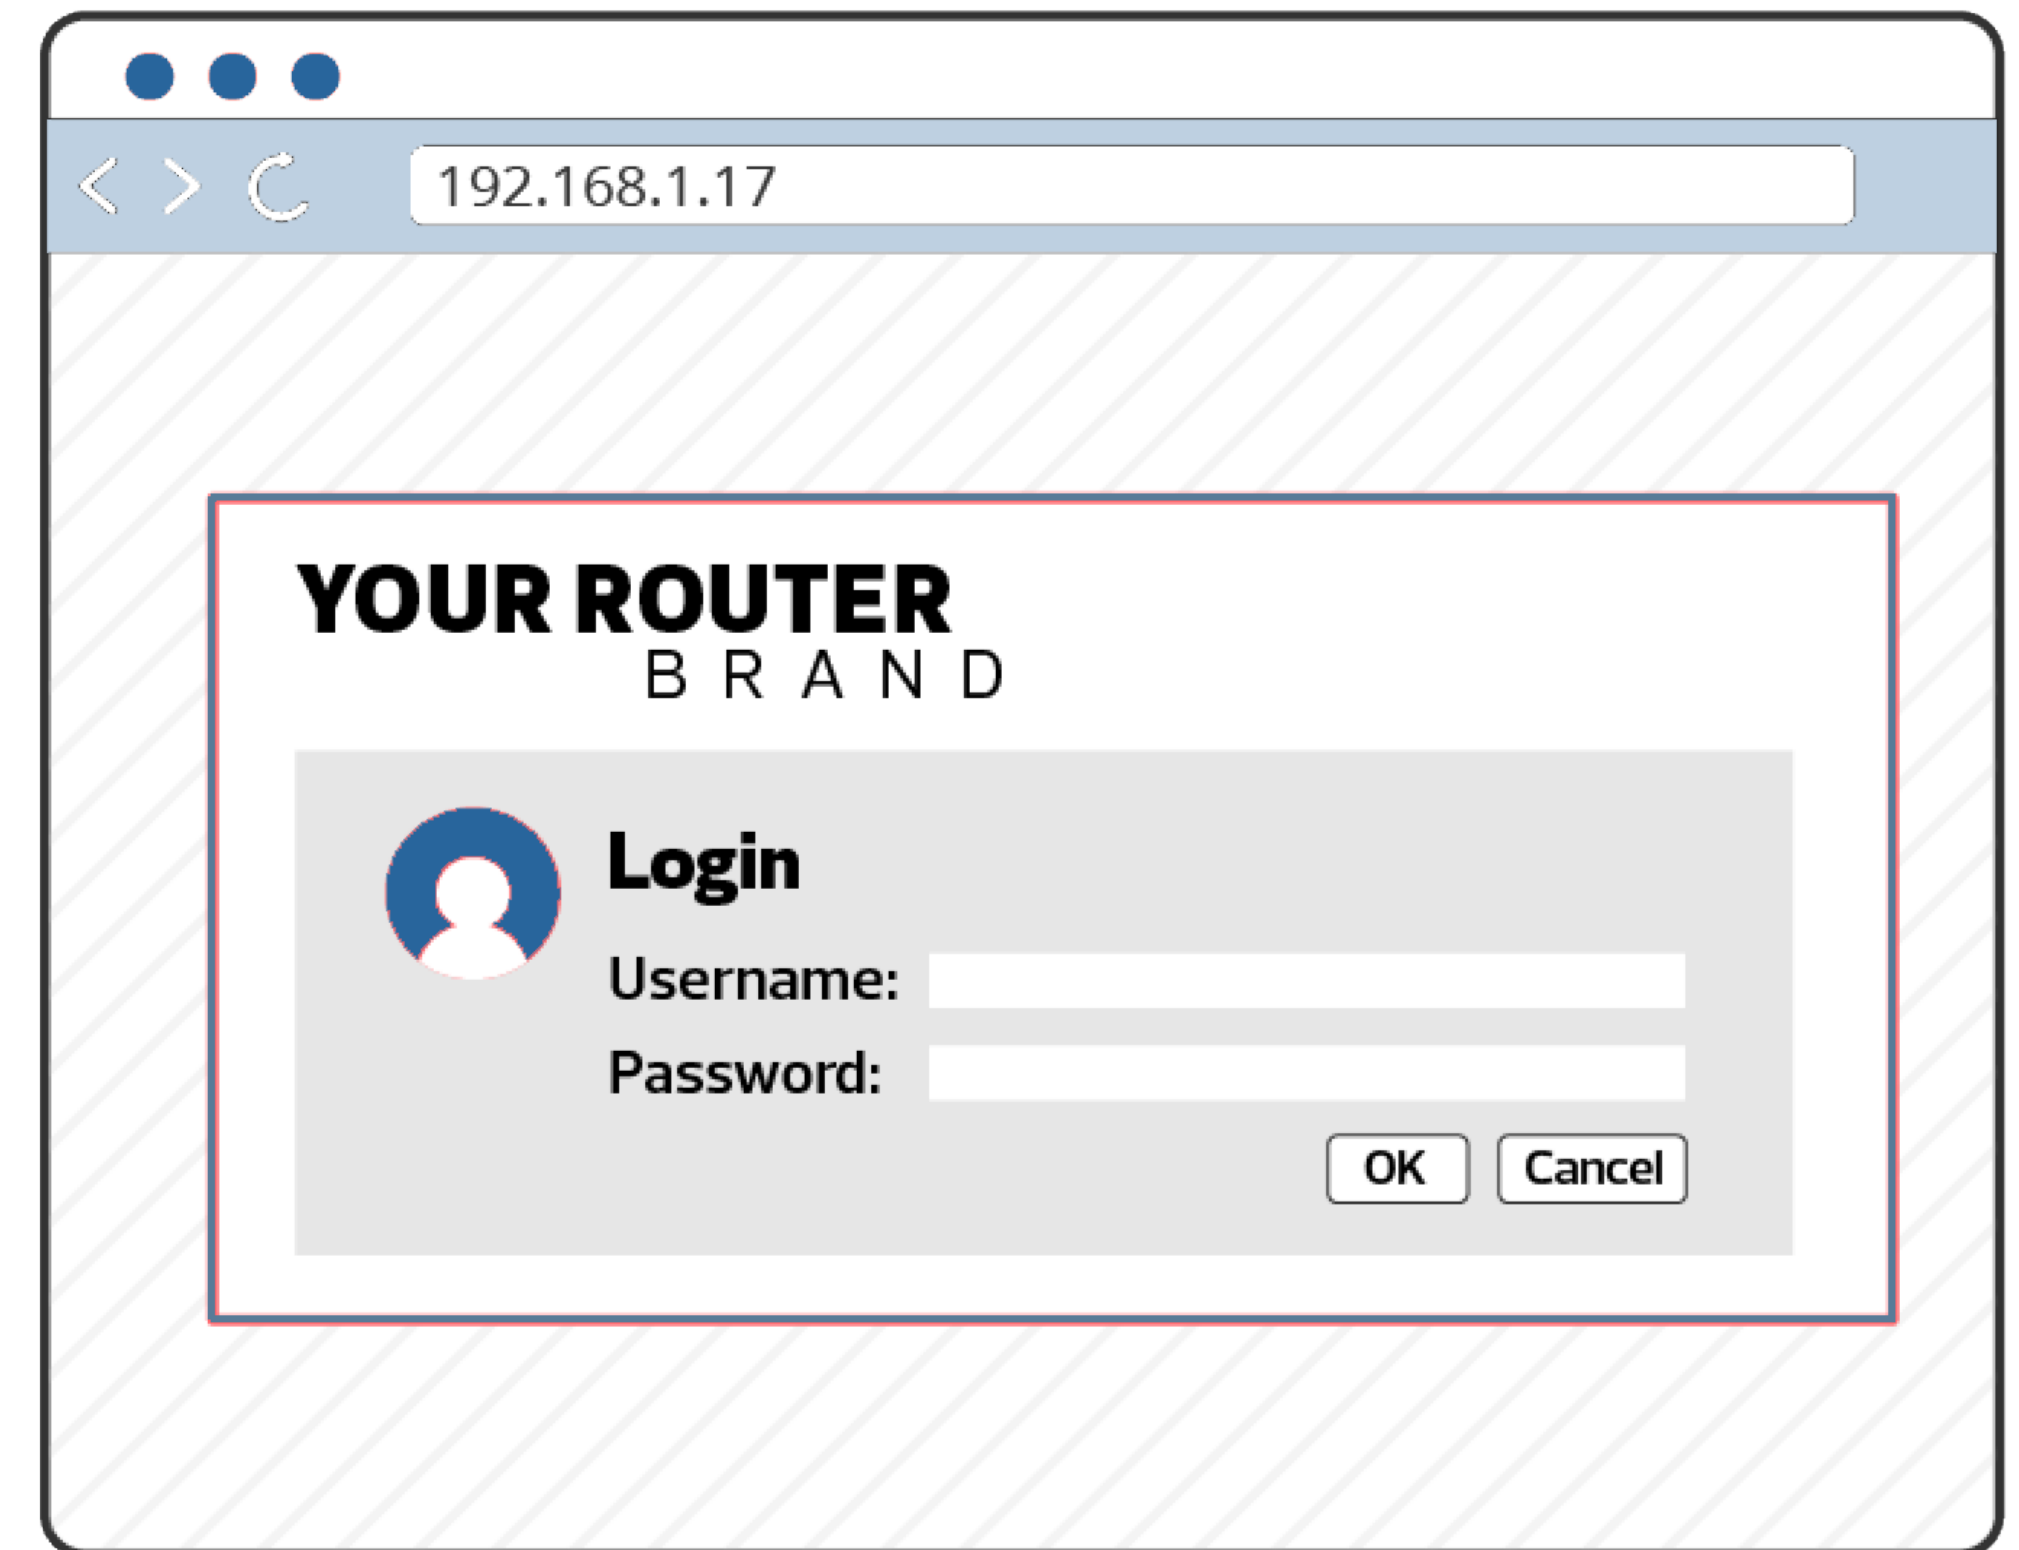 192.168.1.17
YOUR ROUTER
BRAND
Login
Username:
Password:
OK Cancel